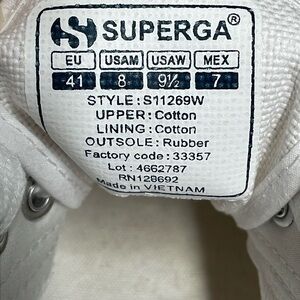 SUPERGA®
EU USAM USAW MEX
41 8 9½ 7
STYLE : S11269W
UPPER : Cotton
LINING : Cotton
OUTSOLE : Rubber
Factory code : 33357
Lot : 4662787
RN128692
Made in VIETNAM